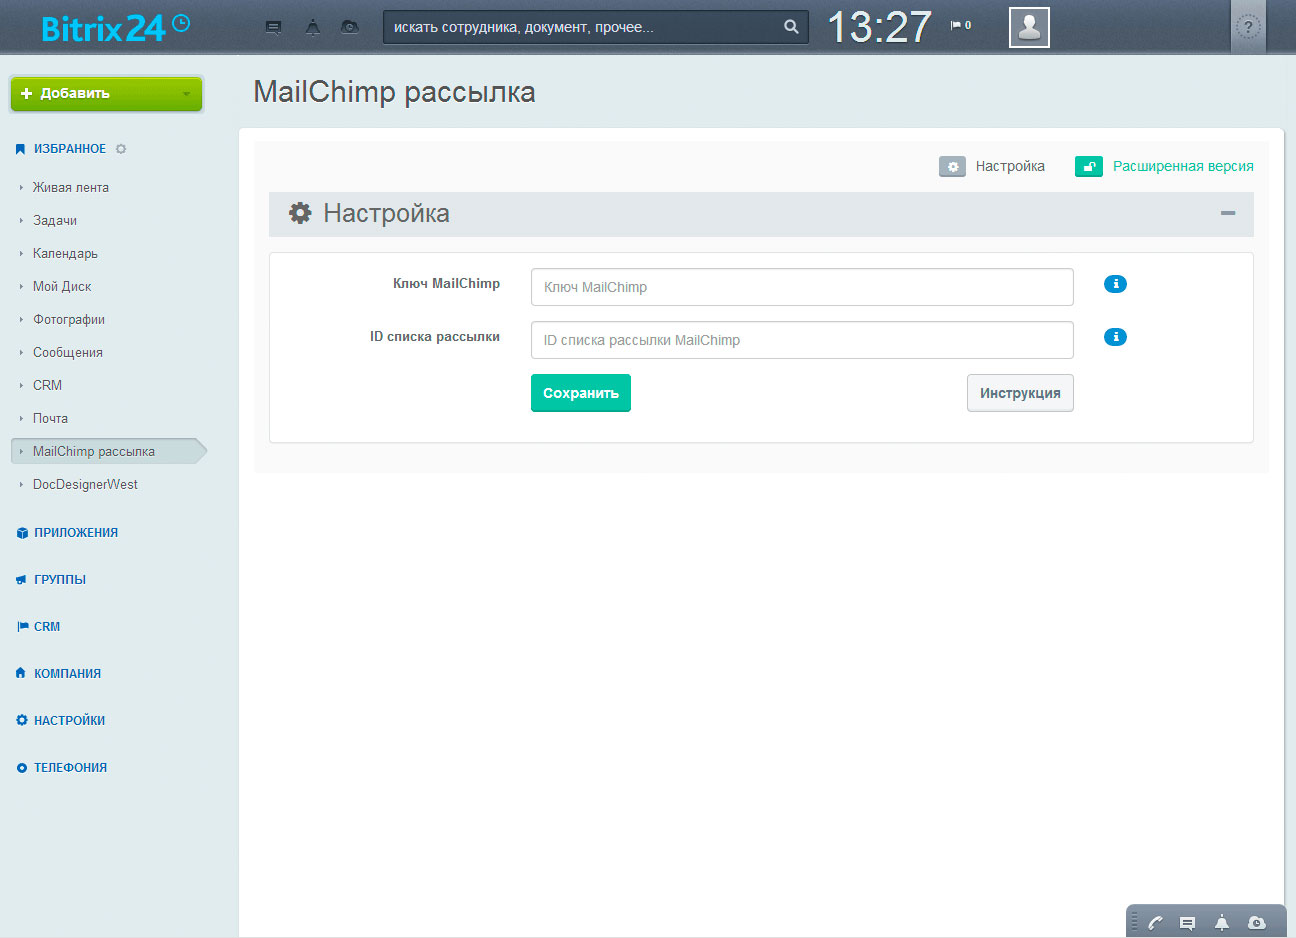 Bitrix24
искать сотрудника, документ, прочее...
13:27
0
?
Добавить
ИЗБРАННОЕ
Живая лента
Задачи
Календарь
Мой Диск
Фотографии
Сообщения
CRM
Почта
MailChimp рассылка
DocDesignerWest
ПРИЛОЖЕНИЯ
ГРУППЫ
CRM
КОМПАНИЯ
НАСТРОЙКИ
ТЕЛЕФОНИЯ
MailChimp рассылка
Настройка
Расширенная версия
Настройка
Ключ MailChimp
Ключ MailChimp
ID списка рассылки
ID списка рассылки MailChimp
Сохранить
Инструкция